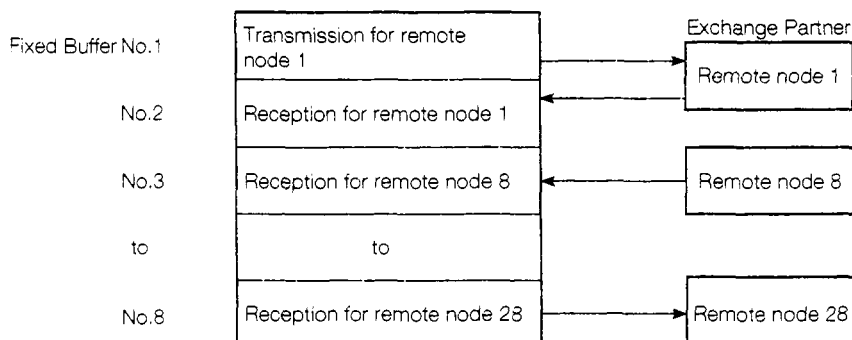 Exchange Partner
Fixed Buffer No.1
Transmission for remote
node 1
Remote node 1
No.2
Reception for remote node 1
No.3
Reception for remote node 8
Remote node 8
to
to
No.8
Reception for remote node 28
Remote node 28